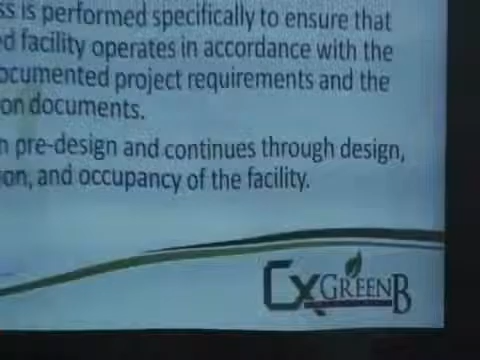 ss is performed specifically to ensure that
d facility operates in accordance with the
ocumented project requirements and the
on documents.
n pre-design and continues through design,
on, and occupancy of the facility.
CxGREENB